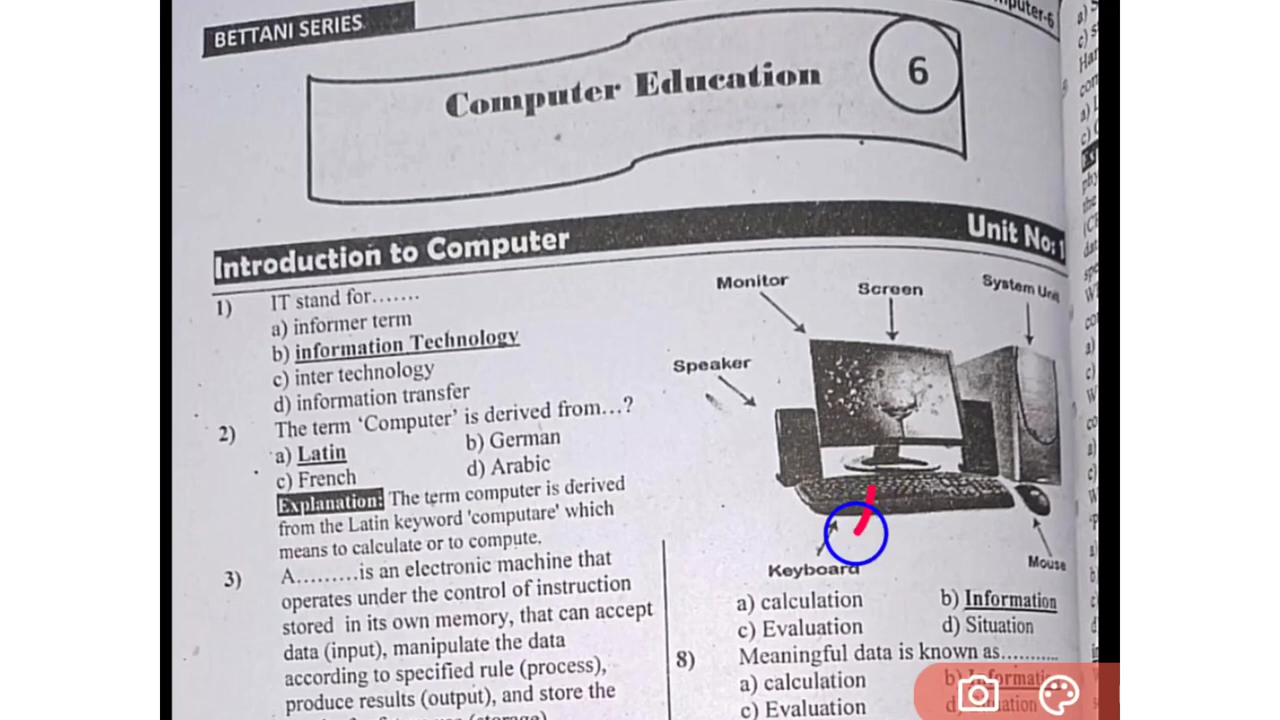 BETTANI SERIES
Computer Education
6
Introduction to Computer
Unit No: 1
1) IT stand for.......
a) informer term
b) information Technology
c) inter technology
d) information transfer
2) The term ‘Computer’ is derived from...?
a) Latin b) German
c) French d) Arabic
Explanation: The term computer is derived
from the Latin keyword 'computare' which
means to calculate or to compute.
3) A.........is an electronic machine that
operates under the control of instruction
stored in its own memory, that can accept
data (input), manipulate the data
according to specified rule (process),
produce results (output), and store the
Monitor
Screen
System Unit
Speaker
Keyboard
Mouse
a) calculation b) Information
c) Evaluation d) Situation
8) Meaningful data is known as...........
a) calculation b) Information
c) Evaluation d) Situation